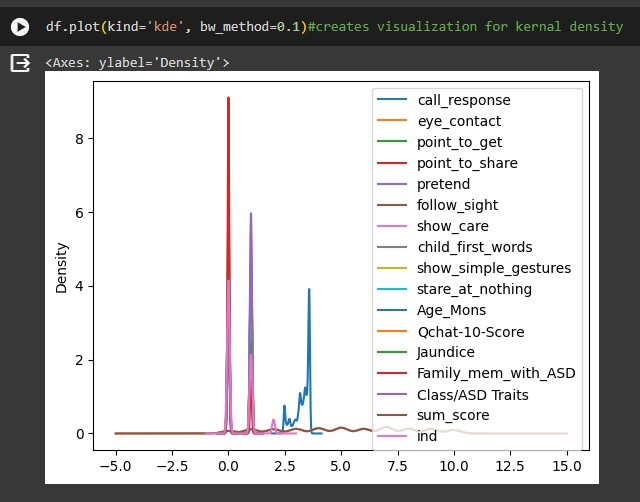 df.plot(kind='kde', bw_method=0.1)#creates visualization for kernal density
<Axes: ylabel='Density'>
call_response
eye_contact
point_to_get
point_to_share
pretend
follow_sight
show_care
child_first_words
show_simple_gestures
stare_at_nothing
Age_Mons
Qchat-10-Score
Jaundice
Family_mem_with_ASD
Class/ASD Traits
sum_score
ind
8
6
4
2
0
Density
−5.0 −2.5 0.0 2.5 5.0 7.5 10.0 12.5 15.0